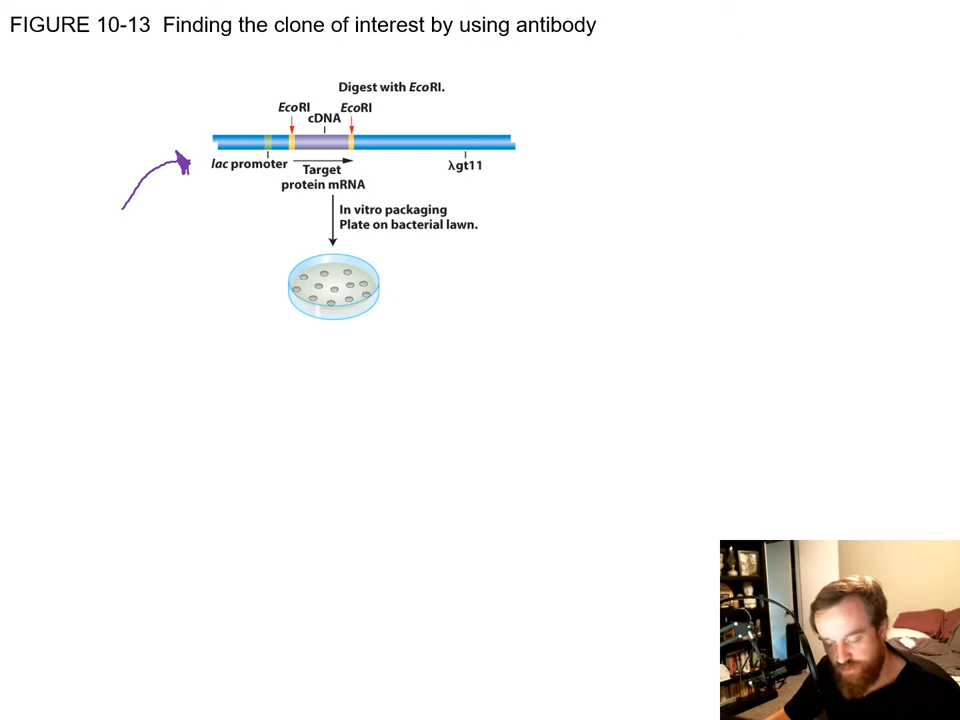 FIGURE 10-13 Finding the clone of interest by using antibody
Digest with EcoRI.
EcoRI
EcoRI
cDNA
lac promoter
Target
protein mRNA
λgt11
In vitro packaging
Plate on bacterial lawn.